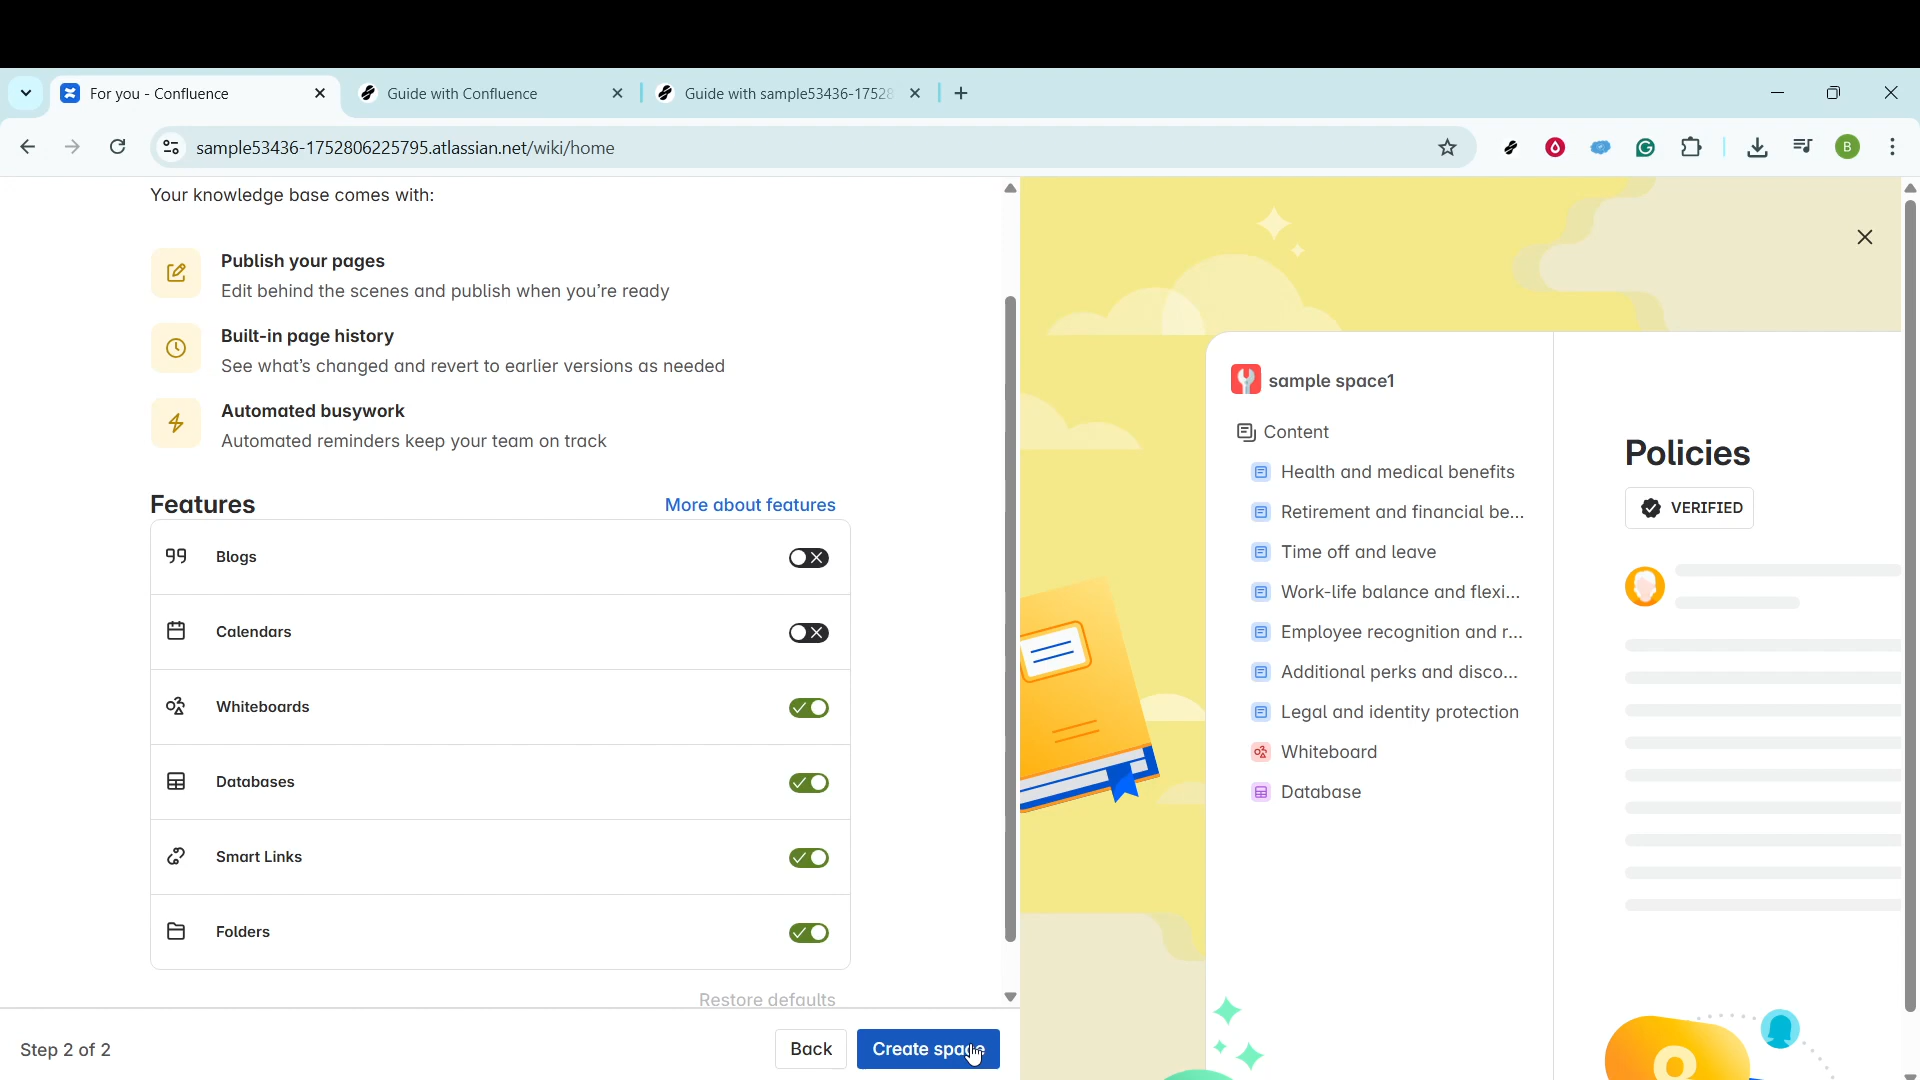 For you - Confluence
Guide with Confluence
Guide with sample53436-17528
sample53436-1752806225795.atlassian.net/wiki/home
B
Your knowledge base comes with:
Publish your pages
Edit behind the scenes and publish when you're ready
Built-in page history
See what's changed and revert to earlier versions as needed
Automated busywork
Automated reminders keep your team on track
Features
More about features
Blogs
Calendars
Whiteboards
Databases
Smart Links
Folders
Restore defaults
Step 2 of 2
Back
Create space
sample space1
Content
Health and medical benefits
Retirement and financial be...
Time off and leave
Work-life balance and flexi...
Employee recognition and r...
Additional perks and disco...
Legal and identity protection
Whiteboard
Database
Policies
VERIFIED